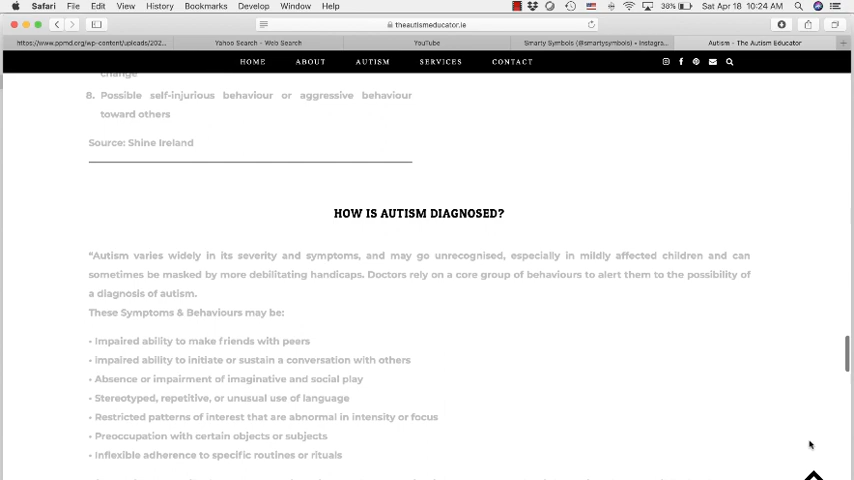 Safari File Edit View History Bookmarks Develop Window Help 38% Sat Apr 18 10:24 AM
theautismeducator.ie
https://www.ppmd.org/wp-content/uploads/202... Yahoo Search - Web Search YouTube Smarty Symbols (@smartysymbols) • Instagra... Autism - The Autism Educator
HOME ABOUT AUTISM SERVICES CONTACT
change
8. Possible self-injurious behaviour or aggressive behaviour
toward others
Source: Shine Ireland
HOW IS AUTISM DIAGNOSED?
"Autism varies widely in its severity and symptoms, and may go unrecognised, especially in mildly affected children and can
sometimes be masked by more debilitating handicaps. Doctors rely on a core group of behaviours to alert them to the possibility of
a diagnosis of autism.
These Symptoms & Behaviours may be:
• Impaired ability to make friends with peers
• impaired ability to initiate or sustain a conversation with others
• Absence or impairment of imaginative and social play
• Stereotyped, repetitive, or unusual use of language
• Restricted patterns of interest that are abnormal in intensity or focus
• Preoccupation with certain objects or subjects
• Inflexible adherence to specific routines or rituals